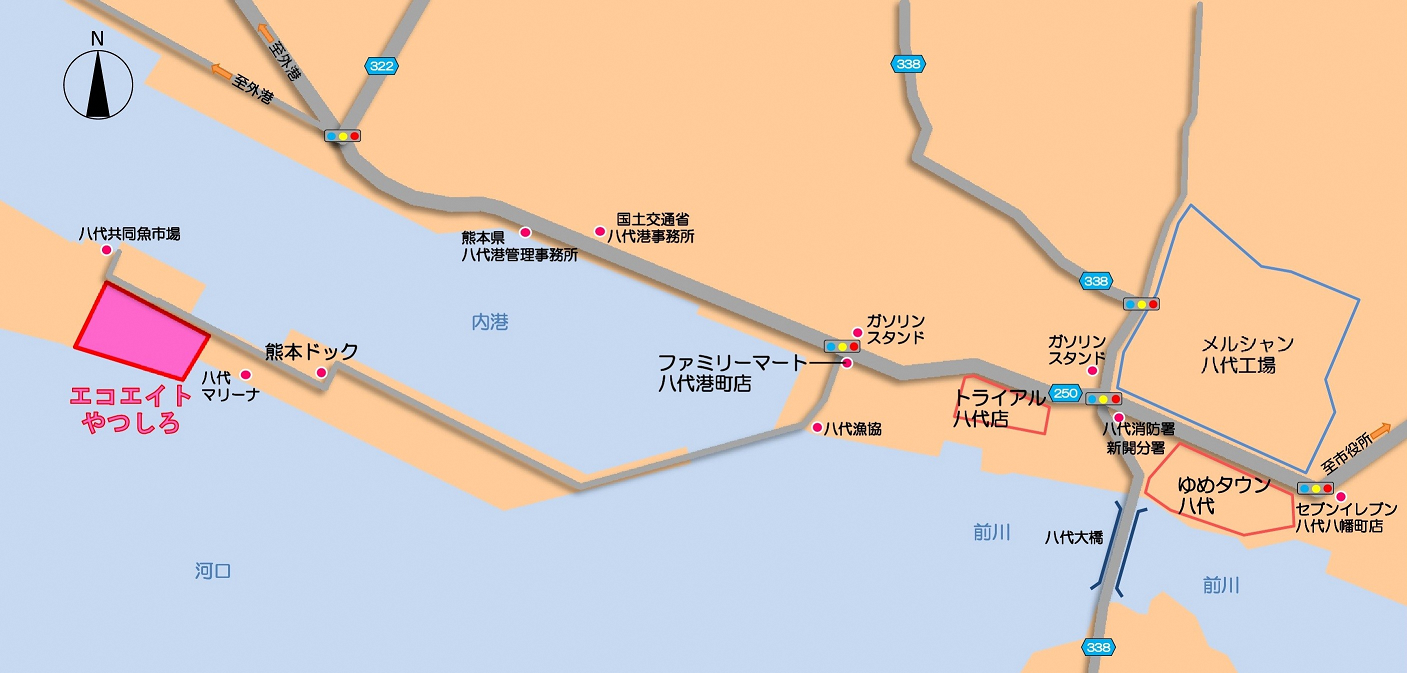 N
至外港
至外港
322
338
八代共同魚市場
国土交通省
八代港事務所
熊本県
八代港管理事務所
338
内港
ガソリン
スタンド
熊本ドック
八代
マリーナ
エコエイト
やつしろ
ファミリーマート
八代港町店
ガソリン
スタンド
メルシャン
八代工場
250
トライアル
八代店
八代漁協
八代消防署
新開分署
至市役所
ゆめタウン
八代
セブンイレブン
八代八幡町店
前川
八代大橋
河口
前川
338